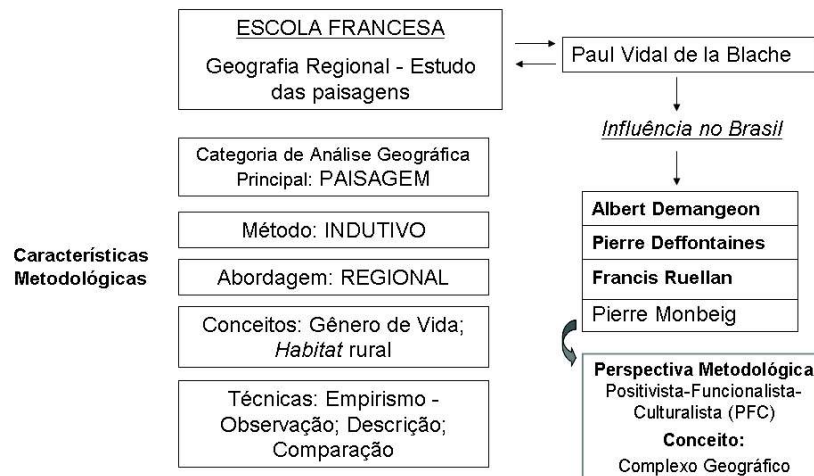 ESCOLA FRANCESA
Geografia Regional - Estudo
das paisagens
Paul Vidal de la Blache
Influência no Brasil
Categoria de Análise Geográfica
Principal: PAISAGEM
Método: INDUTIVO
Características
Metodológicas
Abordagem: REGIONAL
Conceitos: Gênero de Vida;
Habitat rural
Técnicas: Empirismo -
Observação; Descrição;
Comparação
Albert Demangeon
Pierre Deffontaines
Francis Ruellan
Pierre Monbeig
Perspectiva Metodológica
Positivista-Funcionalista-
Culturalista (PFC)
Conceito:
Complexo Geográfico